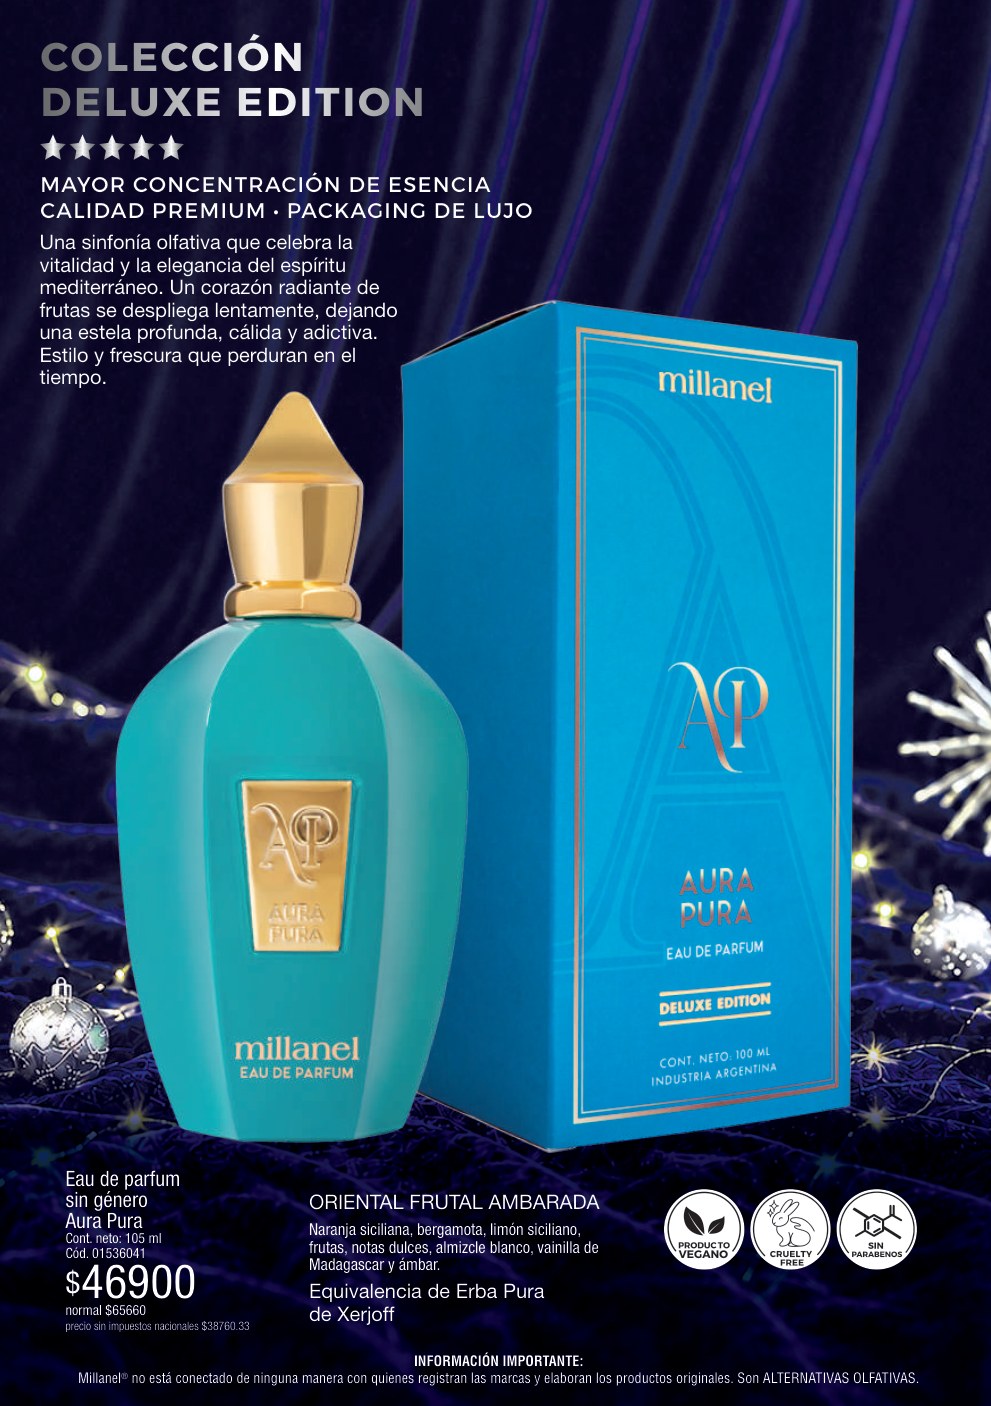 COLECCIÓN
DELUXE EDITION
MAYOR CONCENTRACIÓN DE ESENCIA
CALIDAD PREMIUM • PACKAGING DE LUJO
Una sinfonía olfativa que celebra la
vitalidad y la elegancia del espíritu
mediterráneo. Un corazón radiante de
frutas se despliega lentamente, dejando
una estela profunda, cálida y adictiva.
Estilo y frescura que perduran en el
tiempo.
millanel
AP
AURA
PURA
EAU DE PARFUM
DELUXE EDITION
CONT. NETO: 100 ML
INDUSTRIA ARGENTINA
AP
AURA
PURA
millanel
EAU DE PARFUM
Eau de parfum
sin género
Aura Pura
Cont. neto: 105 ml
Cód. 01536041
$46900
normal $65660
precio sin impuestos nacionales $38760.33
ORIENTAL FRUTAL AMBARADA
Naranja siciliana, bergamota, limón siciliano,
frutas, notas dulces, almizcle blanco, vainilla de
Madagascar y ámbar.
Equivalencia de Erba Pura
de Xerjoff
PRODUCTO
VEGANO
CRUELTY
FREE
SIN
PARABENOS
INFORMACIÓN IMPORTANTE:
Millanel® no está conectado de ninguna manera con quienes registran las marcas y elaboran los productos originales. Son ALTERNATIVAS OLFATIVAS.